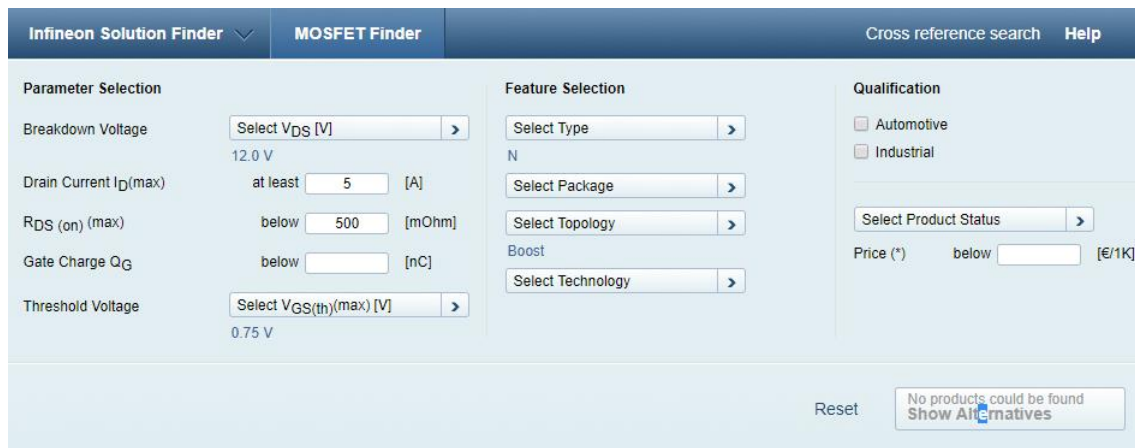 Infineon Solution Finder MOSFET Finder Cross reference search Help
Parameter Selection
Breakdown Voltage Select VDS [V]
12.0 V
Drain Current ID(max) at least 5 [A]
RDS (on) (max) below 500 [mOhm]
Gate Charge QG below [nC]
Threshold Voltage Select VGS(th)(max) [V]
0.75 V
Feature Selection
Select Type
N
Select Package
Select Topology
Boost
Select Technology
Qualification
Automotive
Industrial
Select Product Status
Price (*) below [€/1K]
Reset
No products could be found
Show Alternatives